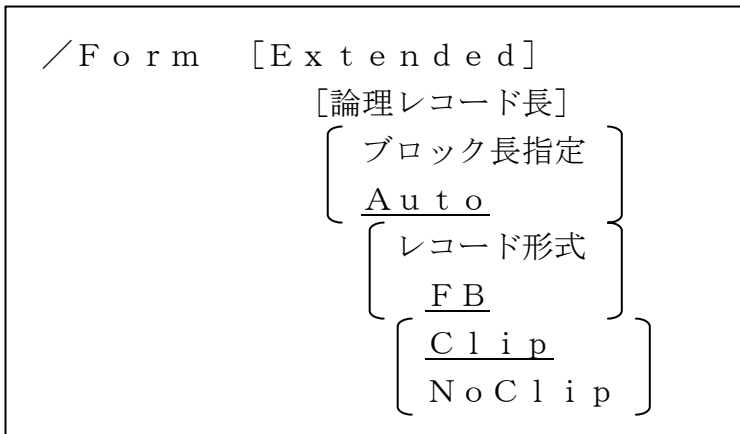 ／Ｆｏｒｍ　［Ｅｘｔｅｎｄｅｄ］
［論理レコード長］
ブロック長指定
Ａｕｔｏ
レコード形式
ＦＢ
Ｃｌｉｐ
ＮｏＣｌｉｐ